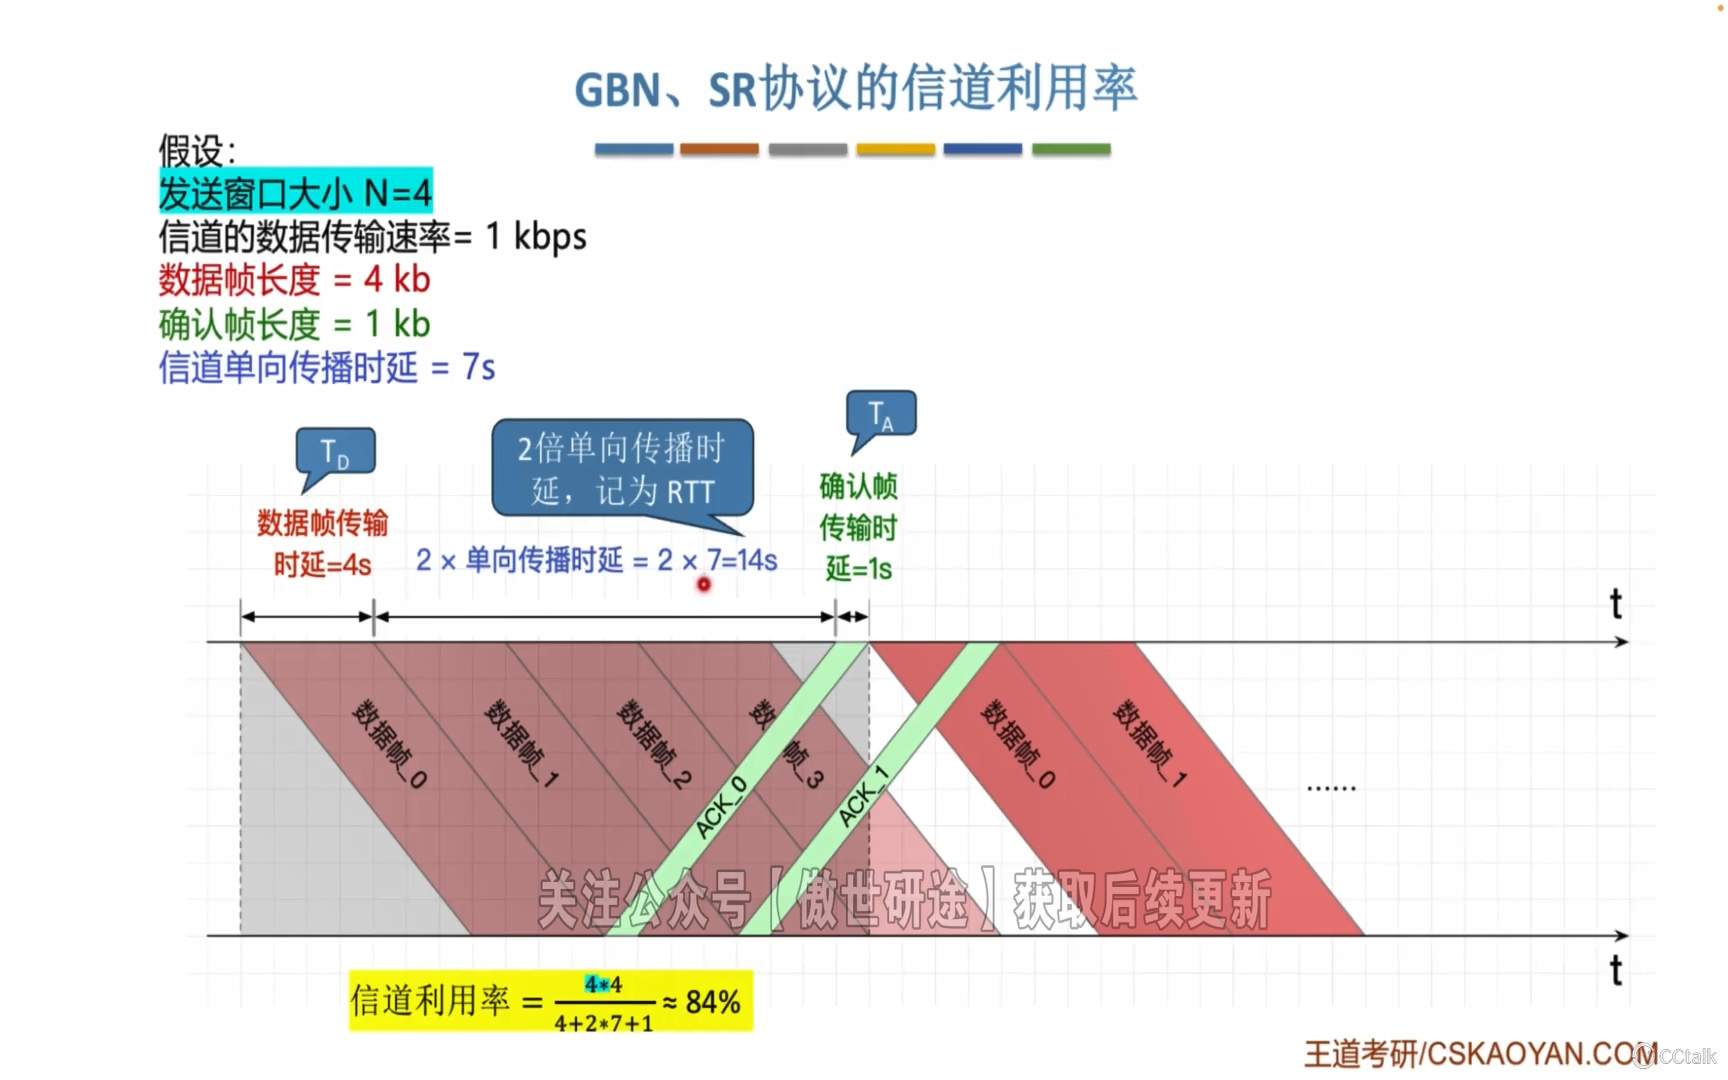 GBN、SR协议的信道利用率
假设：
发送窗口大小 N=4
信道的数据传输速率= 1 kbps
数据帧长度 = 4 kb
确认帧长度 = 1 kb
信道单向传播时延 = 7s
T_D
2倍单向传播时
延，记为 RTT
T_A
数据帧传输
时延=4s
2 × 单向传播时延 = 2 × 7=14s
确认帧
传输时
延=1s
t
数据帧_0
数据帧_1
数据帧_2
数据帧_3
ACK_0
ACK_1
数据帧_0
数据帧_1
……
关注公众号【傲世研途】获取后续更新
t
信道利用率 = 4*4 / 4+2*7+1 ≈ 84%
王道考研/CSKAOYAN.COM
CCtalk